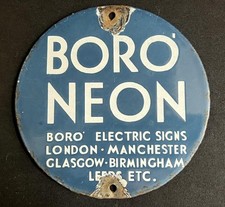 BORO'
NEON
BORO' ELECTRIC SIGNS
LONDON · MANCHESTER
GLASGOW · BIRMINGHAM
LEEDS, ETC.